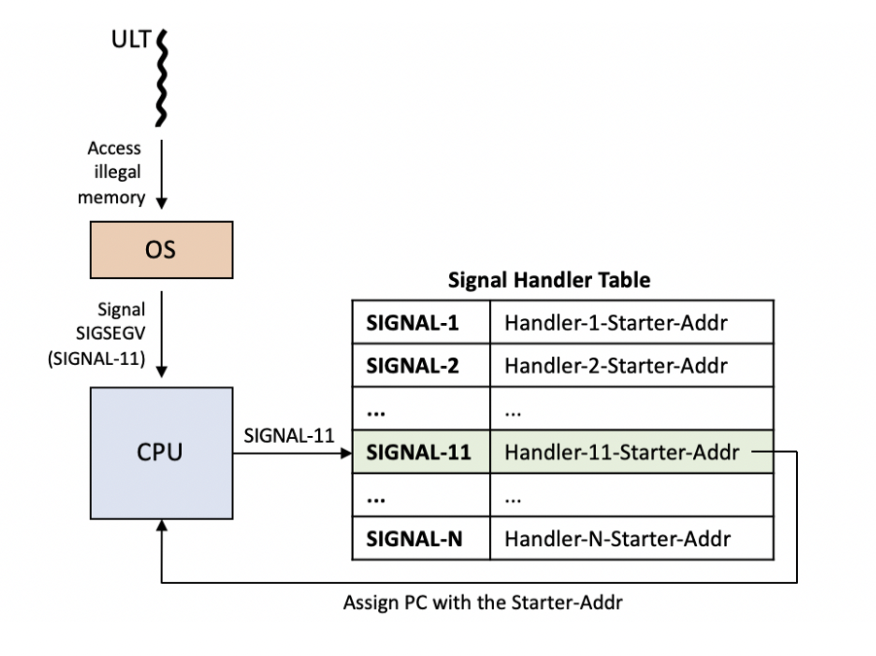 ULT
Access
illegal
memory
OS
Signal
SIGSEGV
(SIGNAL-11)
CPU
SIGNAL-11
Signal Handler Table
SIGNAL-1 Handler-1-Starter-Addr
SIGNAL-2 Handler-2-Starter-Addr
... ...
SIGNAL-11 Handler-11-Starter-Addr
... ...
SIGNAL-N Handler-N-Starter-Addr
Assign PC with the Starter-Addr